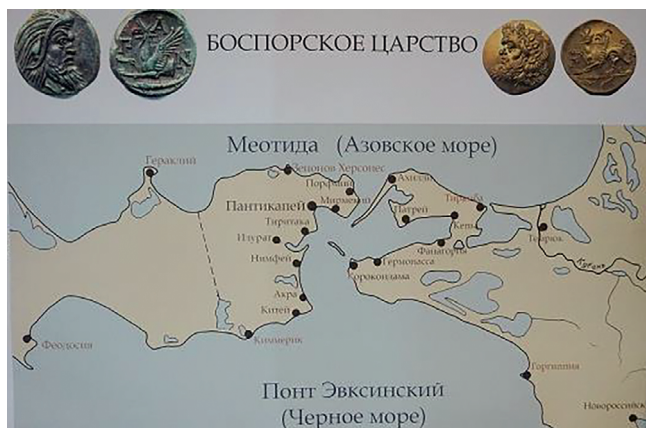 БОСПОРСКОЕ ЦАРСТВО
Меотида (Азовское море)
Гераклий
Зенонов Херсонес
Порфмий
Ахиллий
Пантикапей
Мирмекий
Патрей
Тирамба
Тиритака
Кепы
Илурат
Фанагория
Темрюк
Нимфей
Гермонасса
Корокондама
Кубань
Акра
Китей
Киммерик
Феодосия
Горгиппия
Понт Эвксинский
(Черное море)
Новороссийск